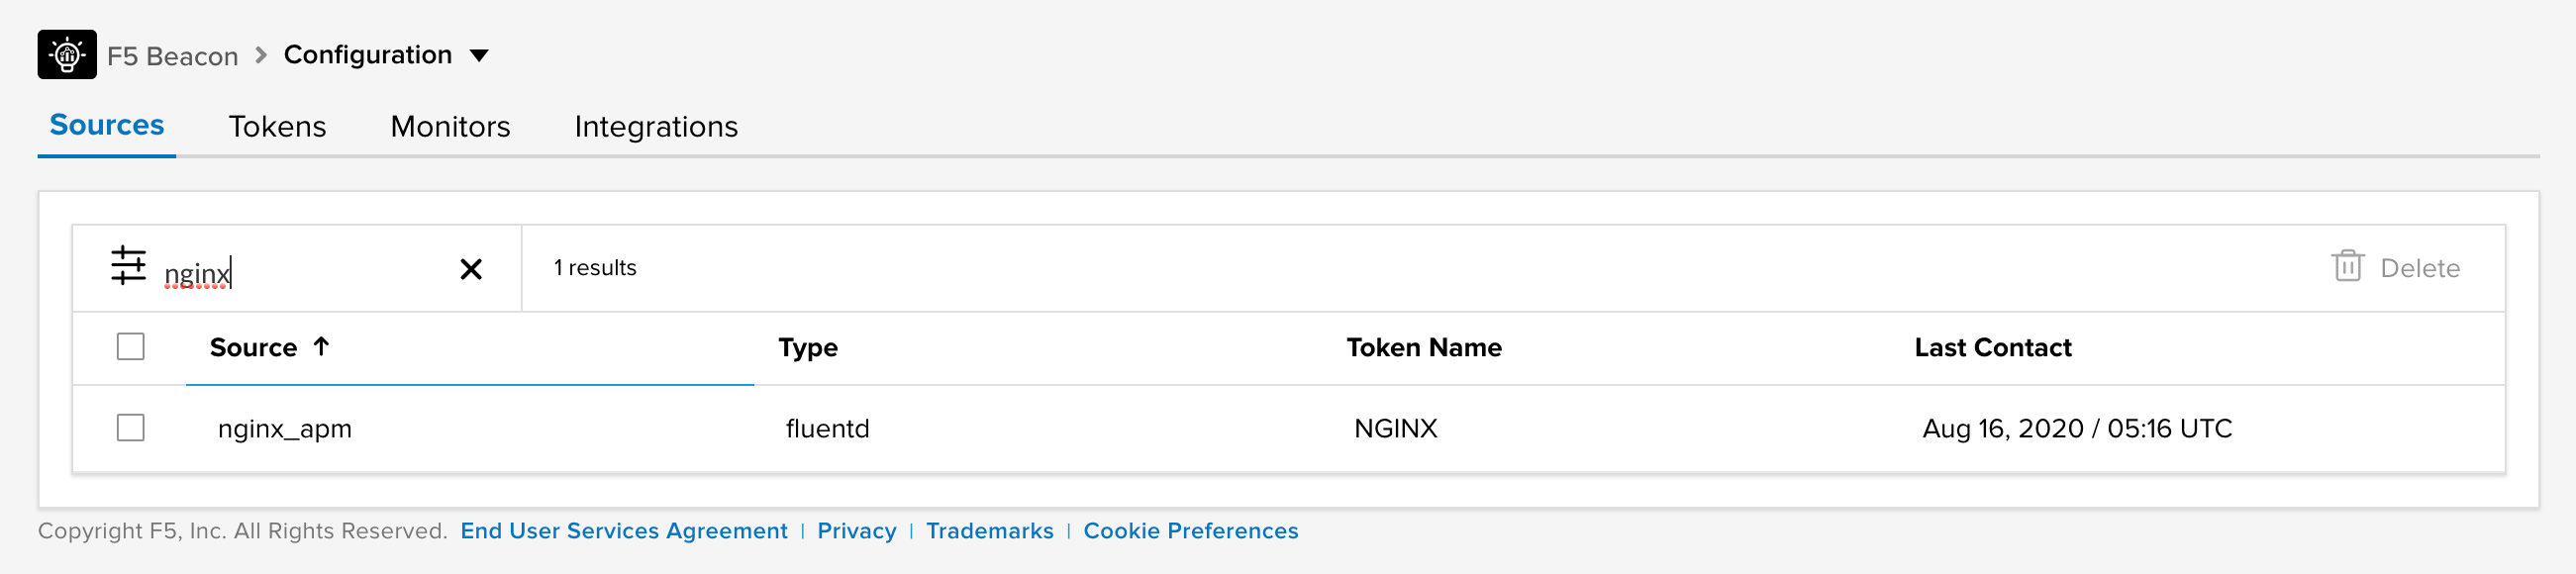 F5 Beacon > Configuration
Sources Tokens Monitors Integrations
nginx 1 results Delete
Source ↑ Type Token Name Last Contact
nginx_apm fluentd NGINX Aug 16, 2020 / 05:16 UTC
Copyright F5, Inc. All Rights Reserved. End User Services Agreement | Privacy | Trademarks | Cookie Preferences